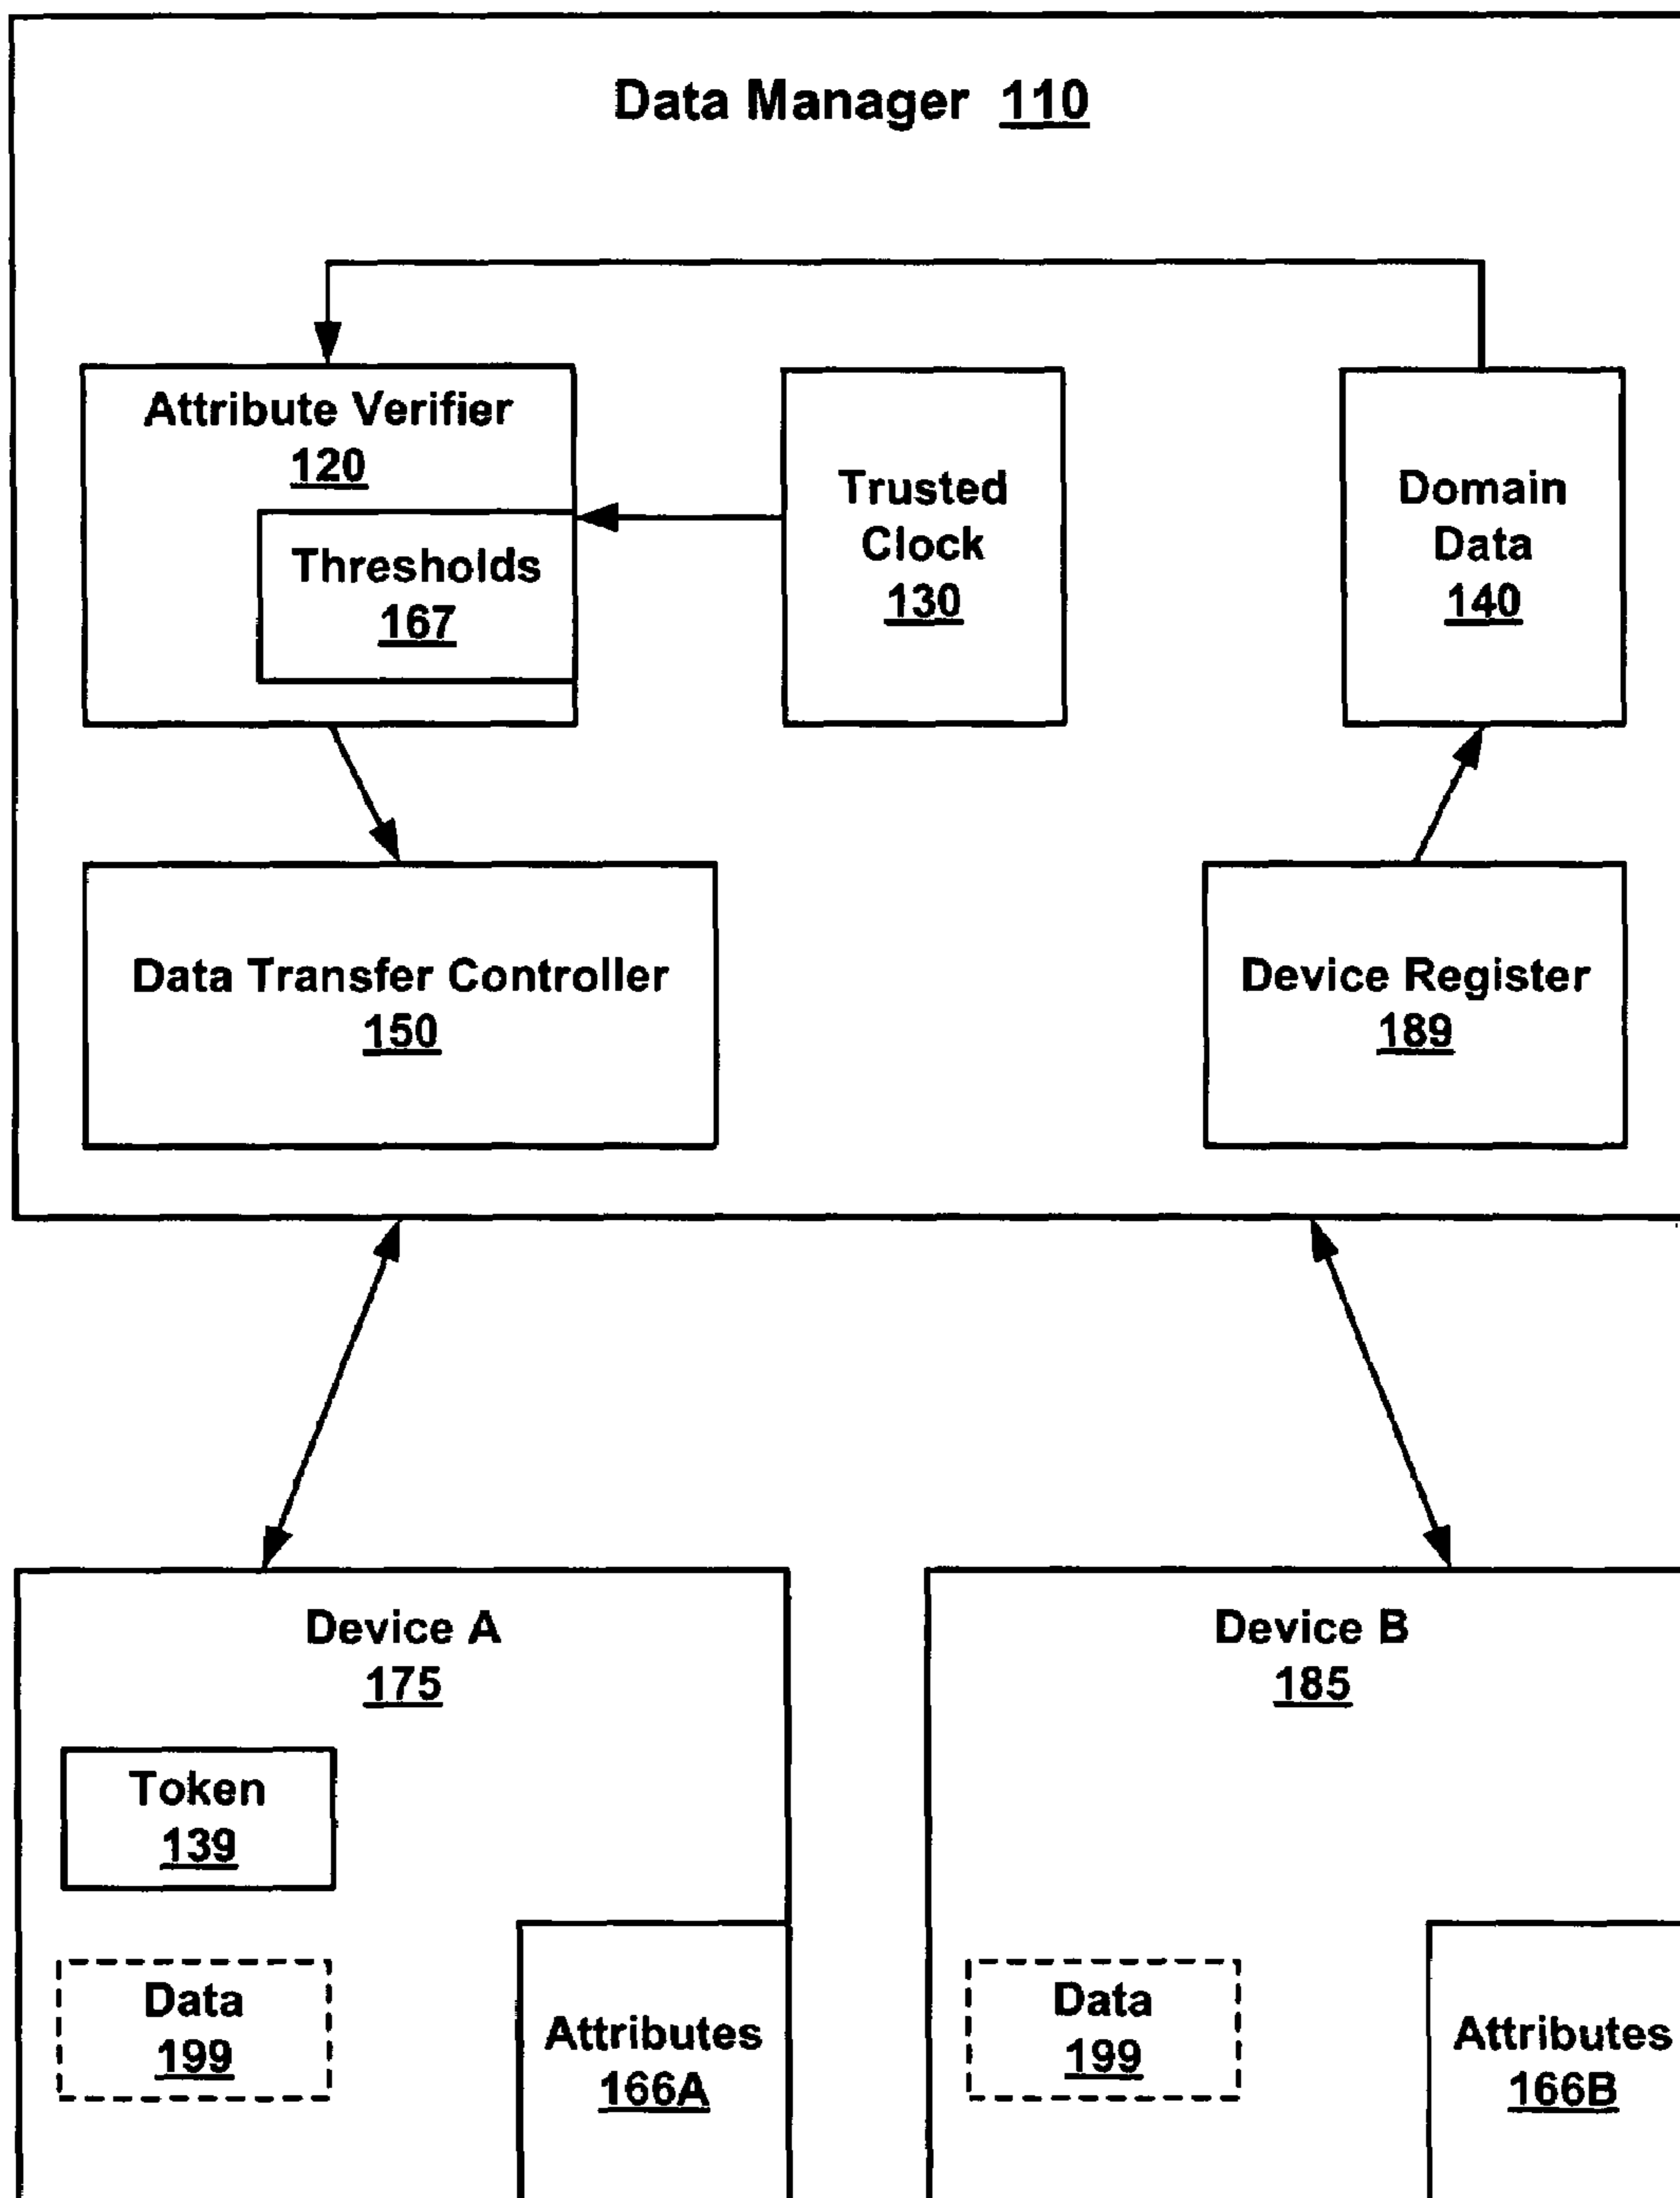 Data Manager 110
Attribute Verifier
120
Thresholds
167
Trusted
Clock
130
Domain
Data
140
Data Transfer Controller
150
Device Register
189
Device A
175
Token
139
Data
199
Attributes
166A
Device B
185
Data
199
Attributes
166B